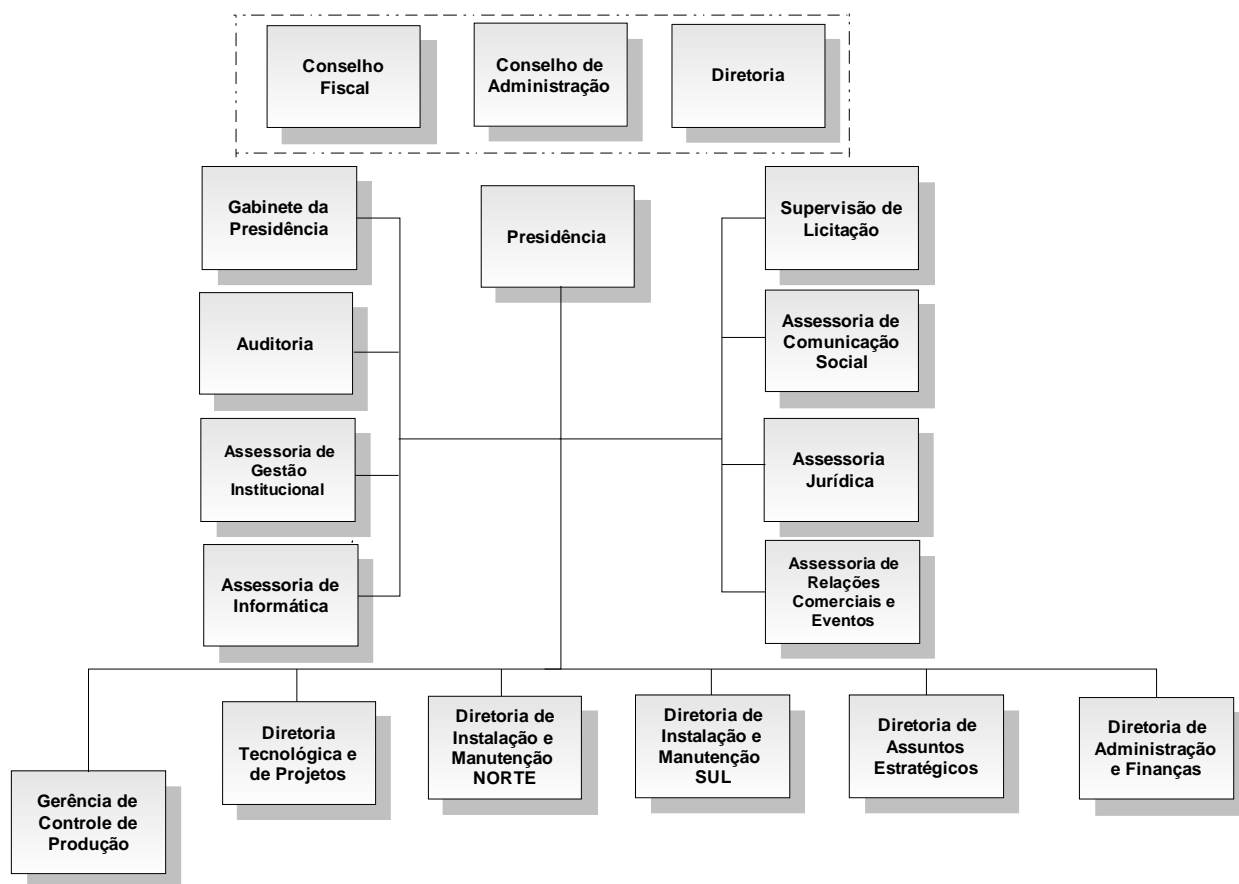 Conselho
Fiscal
Conselho de
Administração
Diretoria
Gabinete da
Presidência
Presidência
Supervisão de
Licitação
Auditoria
Assessoria de
Comunicação
Social
Assessoria de
Gestão
Institucional
Assessoria
Jurídica
Assessoria de
Informática
Assessoria de
Relações
Comerciais e
Eventos
Gerência de
Controle de
Produção
Diretoria
Tecnológica e
de Projetos
Diretoria de
Instalação e
Manutenção
NORTE
Diretoria de
Instalação e
Manutenção
SUL
Diretoria de
Assuntos
Estratégicos
Diretoria de
Administração
e Finanças